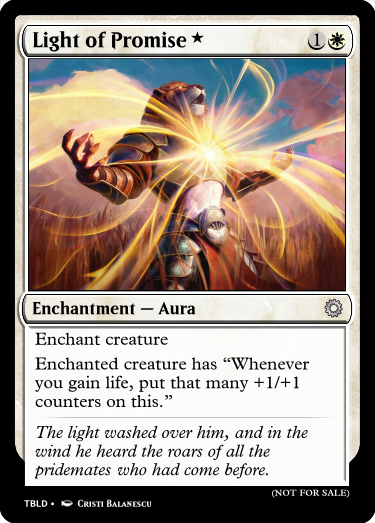 Light of Promise ★ 1
Enchantment — Aura
Enchant creature
Enchanted creature has “Whenever
you gain life, put that many +1/+1
counters on this.”
The light washed over him, and in the
wind he heard the roars of all the
pridemates who had come before.
(NOT FOR SALE)
TBLD • Cristi Balanescu